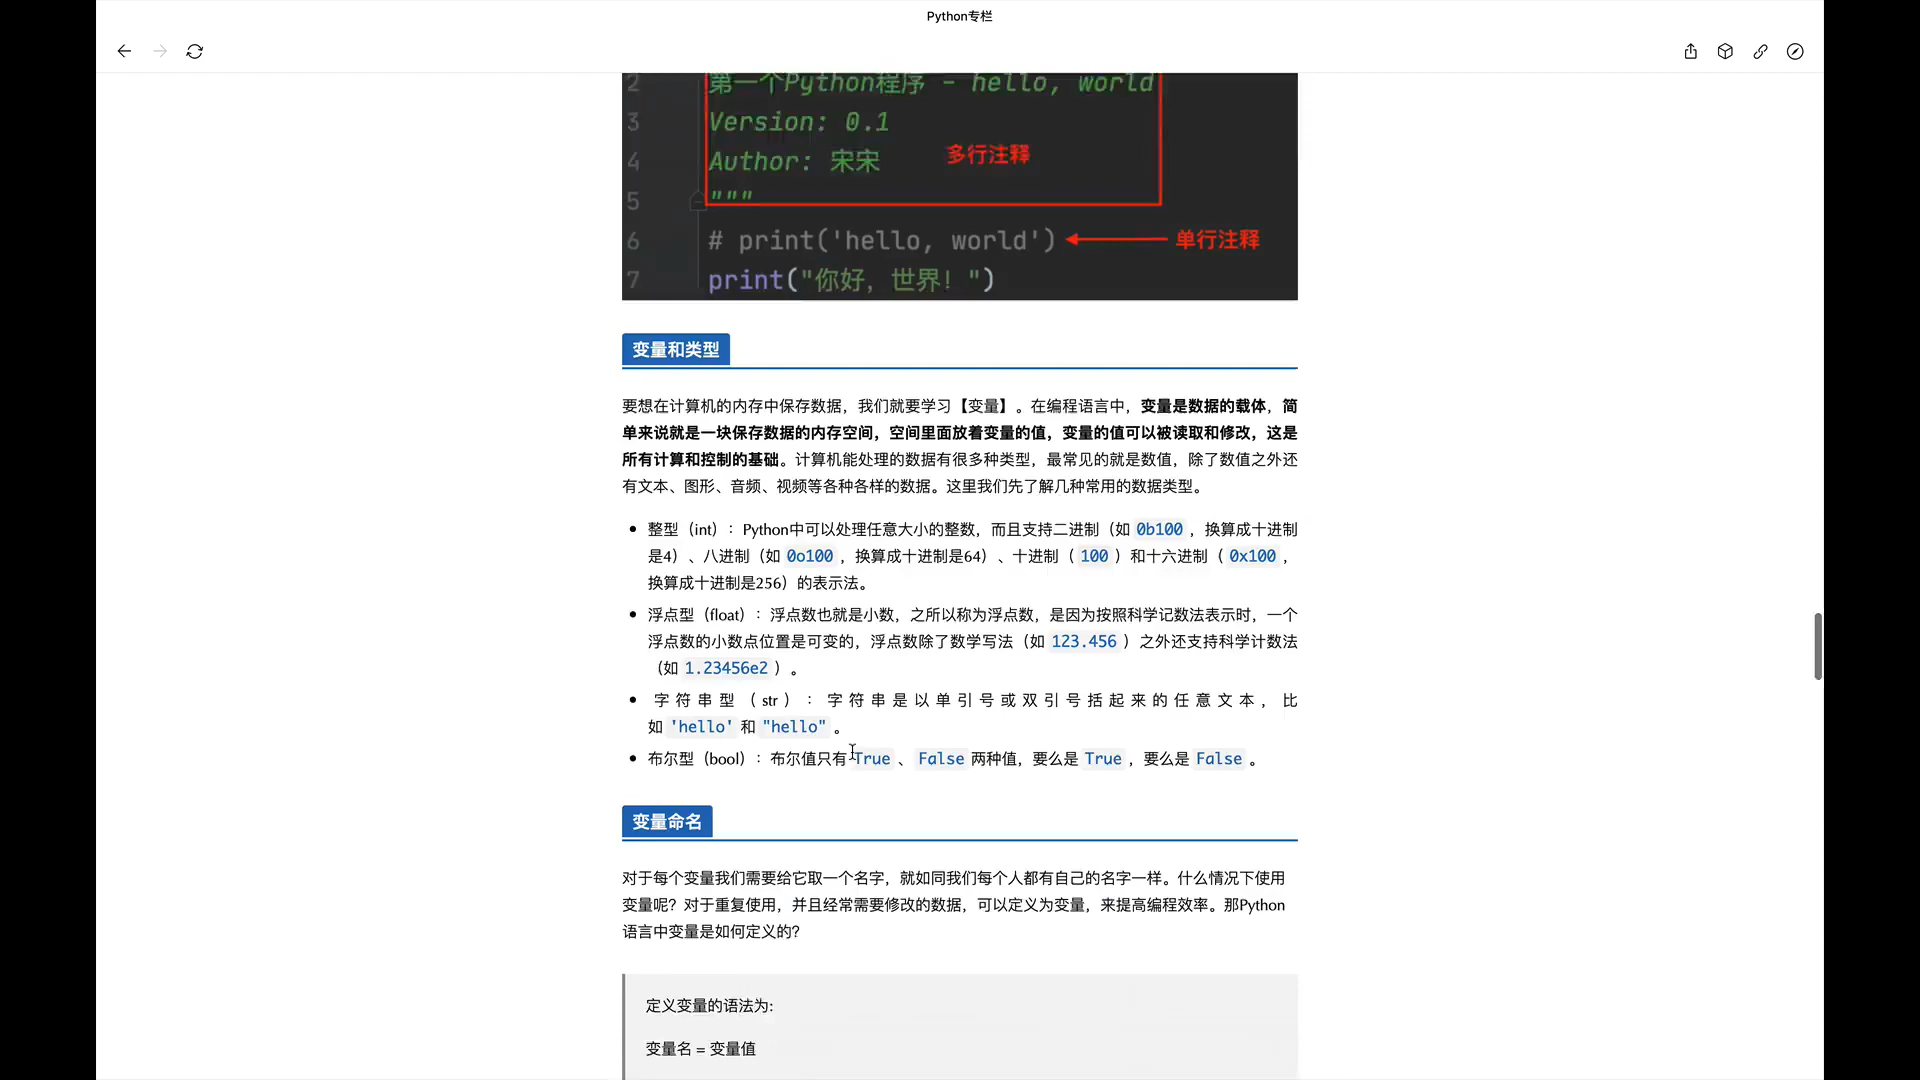 Python专栏
2 第一个Python程序 - hello, world
3 Version: 0.1
4 Author: 宋宋 多行注释
5 """
6 # print('hello, world') 单行注释
7 print("你好，世界！")
变量和类型
要想在计算机的内存中保存数据，我们就要学习【变量】。在编程语言中，变量是数据的载体，简
单来说就是一块保存数据的内存空间，空间里面放着变量的值，变量的值可以被读取和修改，这是
所有计算和控制的基础。计算机能处理的数据有很多种类型，最常见的就是数值，除了数值之外还
有文本、图形、音频、视频等各种各样的数据。这里我们先了解几种常用的数据类型。
整型（int）：Python中可以处理任意大小的整数，而且支持二进制（如 0b100，换算成十进制
是4）、八进制（如 0o100，换算成十进制是64）、十进制（ 100 ）和十六进制（ 0x100，
换算成十进制是256）的表示法。
浮点型（float）：浮点数也就是小数，之所以称为浮点数，是因为按照科学记数法表示时，一个
浮点数的小数点位置是可变的，浮点数除了数学写法（如 123.456 ）之外还支持科学计数法
（如 1.23456e2 ）。
字符串型（str）：字符串是以单引号或双引号括起来的任意文本，比
如 'hello' 和 "hello" 。
布尔型（bool）：布尔值只有 True 、 False 两种值，要么是 True ，要么是 False 。
变量命名
对于每个变量我们需要给它取一个名字，就如同我们每个人都有自己的名字一样。什么情况下使用
变量呢？对于重复使用，并且经常需要修改的数据，可以定义为变量，来提高编程效率。那Python
语言中变量是如何定义的？
定义变量的语法为:
变量名 = 变量值